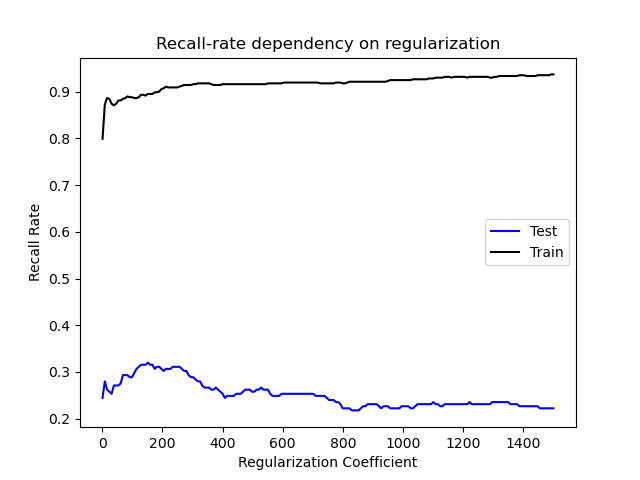 Recall-rate dependency on regularization
Recall Rate
0.9
0.8
0.7
0.6
0.5
0.4
0.3
0.2
Test
Train
0 200 400 600 800 1000 1200 1400
Regularization Coefficient